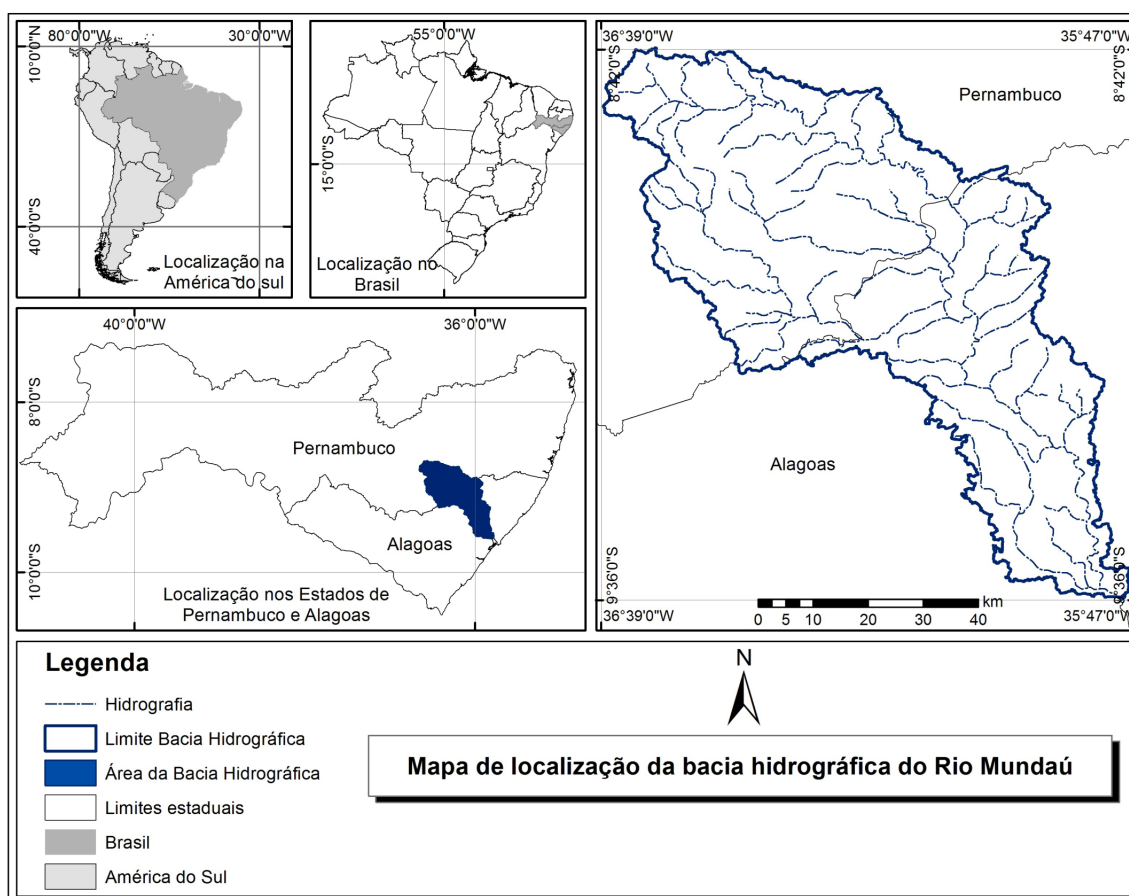 80°0'0"W
30°0'0"W
10°0'0"N
40°0'0"S
Localização na
América do sul
55°0'0"W
15°0'0"S
Localização no
Brasil
36°39'0"W
35°47'0"W
8°42'0"S
8°42'0"S
Pernambuco
Alagoas
9°36'0"S
9°36'0"S
km
0 5 10 20 30 40
36°39'0"W
35°47'0"W
40°0'0"W
36°0'0"W
8°0'0"S
10°0'0"S
Pernambuco
Alagoas
Localização nos Estados de
Pernambuco e Alagoas
Legenda
Hidrografia
Limite Bacia Hidrográfica
Área da Bacia Hidrográfica
Limites estaduais
Brasil
América do Sul
N
Mapa de localização da bacia hidrográfica do Rio Mundaú